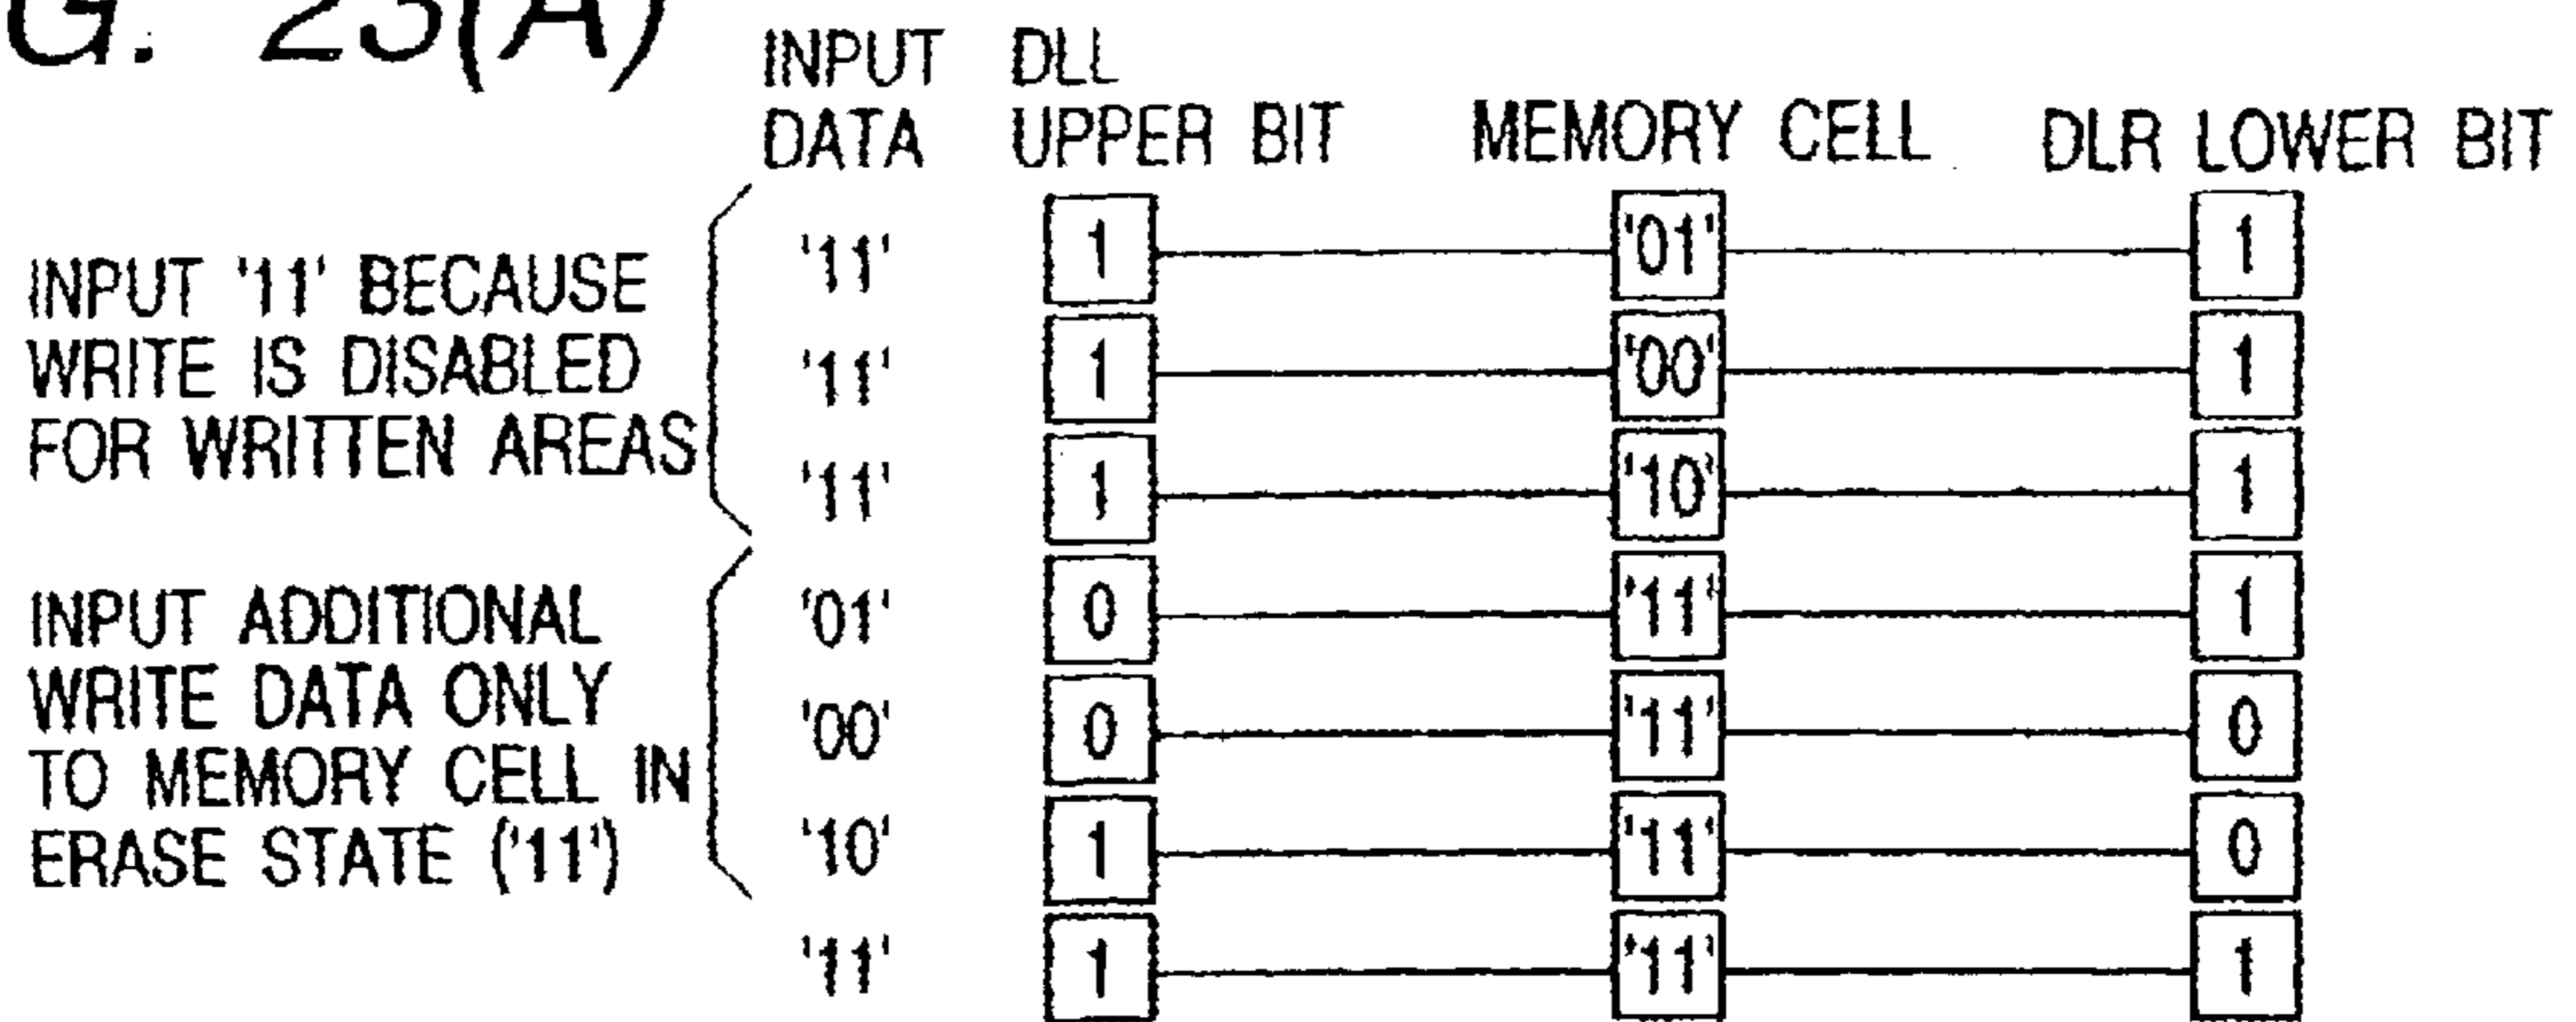 G. 23(A)
INPUT DLL
DATA UPPER BIT MEMORY CELL DLR LOWER BIT
INPUT '11' BECAUSE
WRITE IS DISABLED
FOR WRITTEN AREAS
'11' 1 '01' 1
'11' 1 '00' 1
'11' 1 '10' 1
INPUT ADDITIONAL
WRITE DATA ONLY
TO MEMORY CELL IN
ERASE STATE ('11')
'01' 0 '11' 1
'00' 0 '11' 0
'10' 1 '11' 0
'11' 1 '11' 1